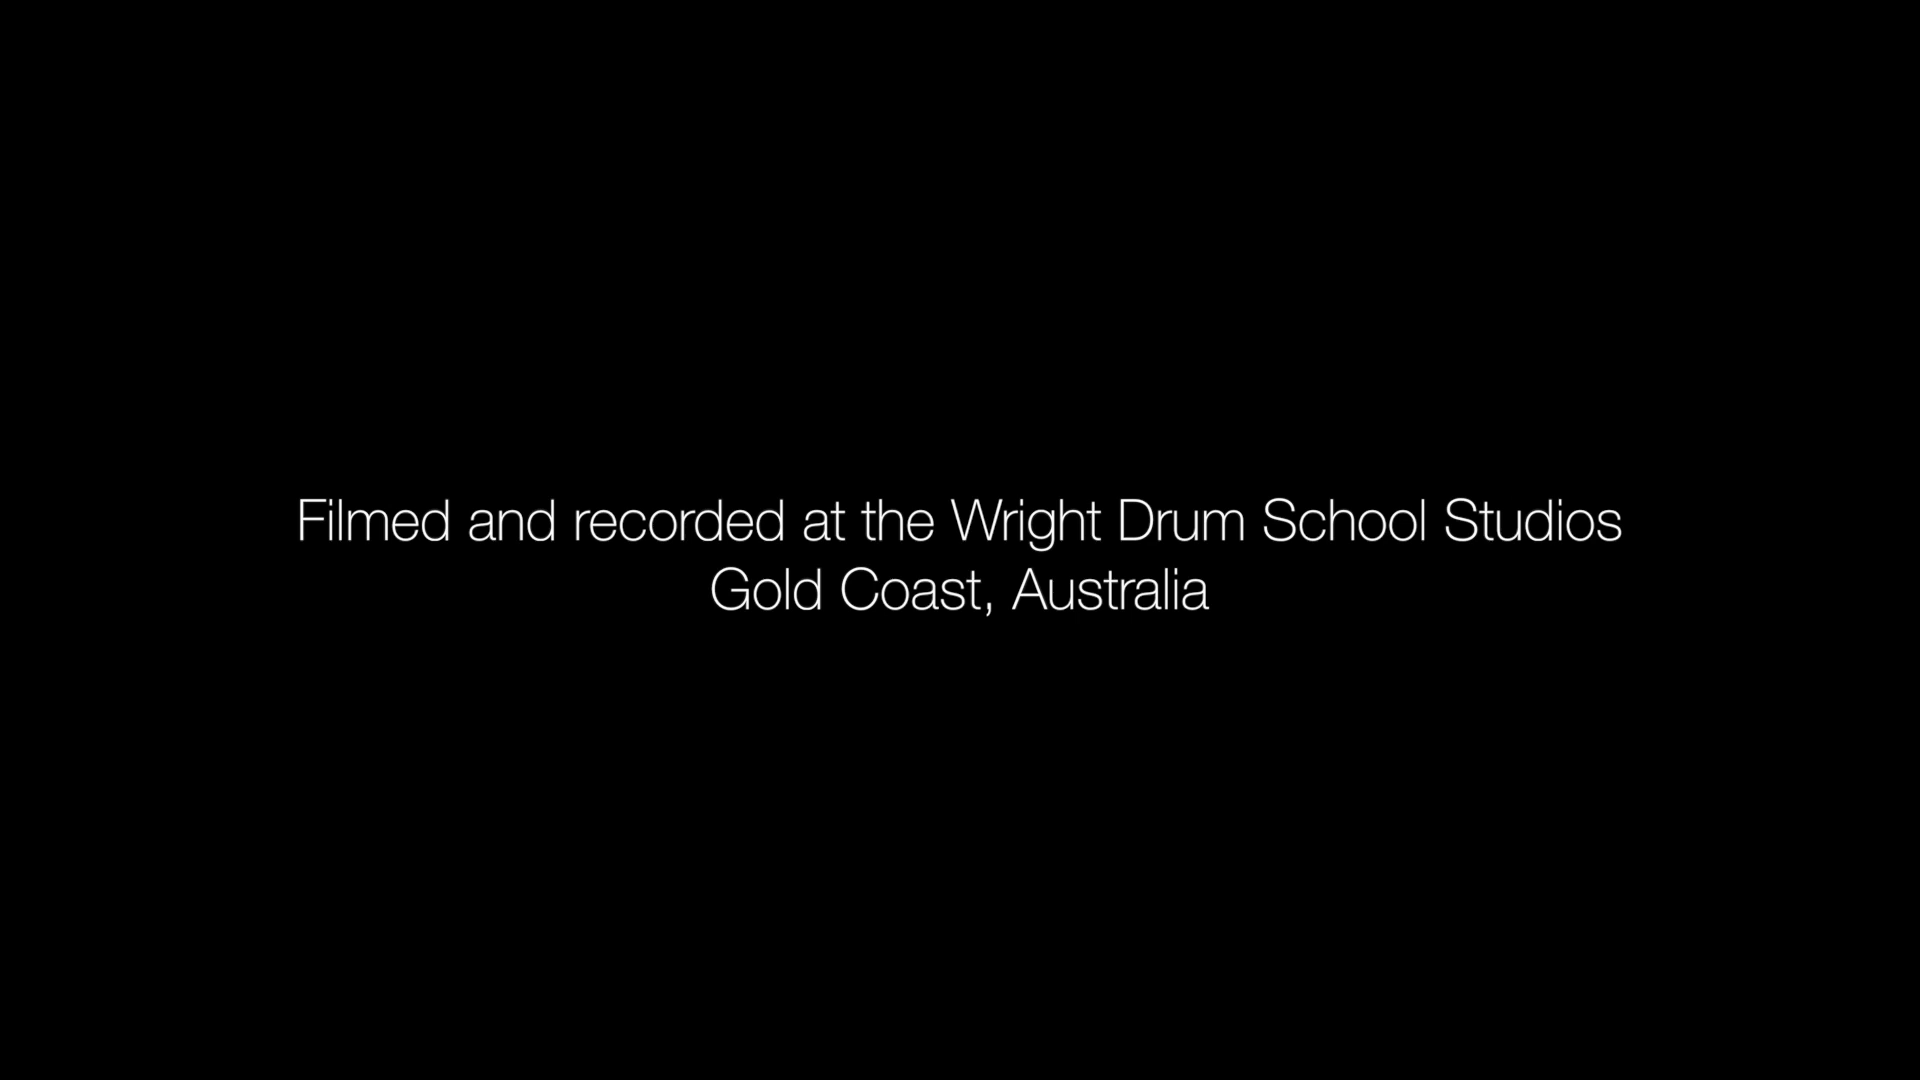 Filmed and recorded at the Wright Drum School Studios
Gold Coast, Australia